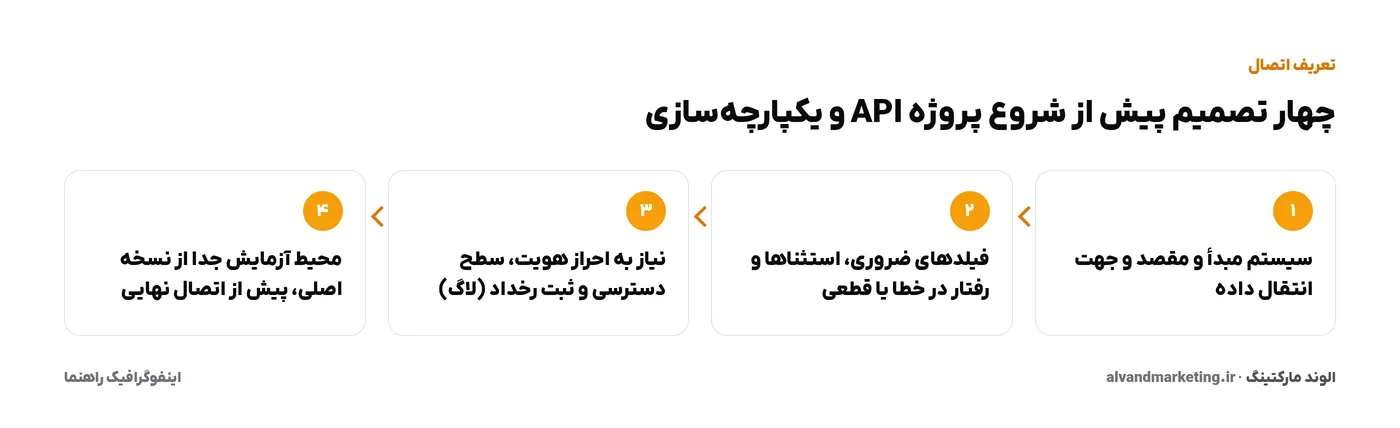 تعریف اتصال
چهار تصمیم پیش از شروع پروژه API و یکپارچه‌سازی
۱
سیستم مبدأ و مقصد و جهت
انتقال داده
۲
فیلدهای ضروری، استثناها و
رفتار در خطا یا قطعی
۳
نیاز به احراز هویت، سطح
دسترسی و ثبت رخداد (لاگ)
۴
محیط آزمایش جدا از نسخه
اصلی، پیش از اتصال نهایی
الوند مارکتینگ · alvandmarketing.ir
اینفوگرافیک راهنما